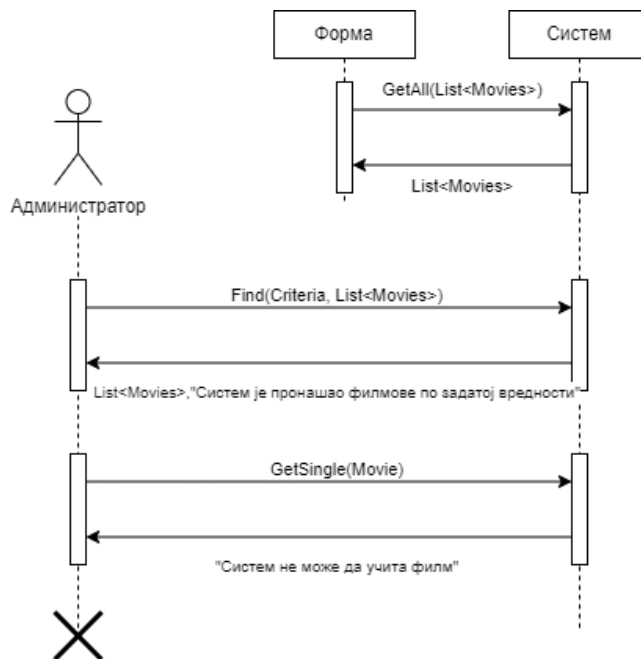 Форма
Систем
GetAll(List<Movies>)
List<Movies>
Администратор
Find(Criteria, List<Movies>)
List<Movies>,"Систем је пронашао филмове по задатој вредности"
GetSingle(Movie)
"Систем не може да учита филм"